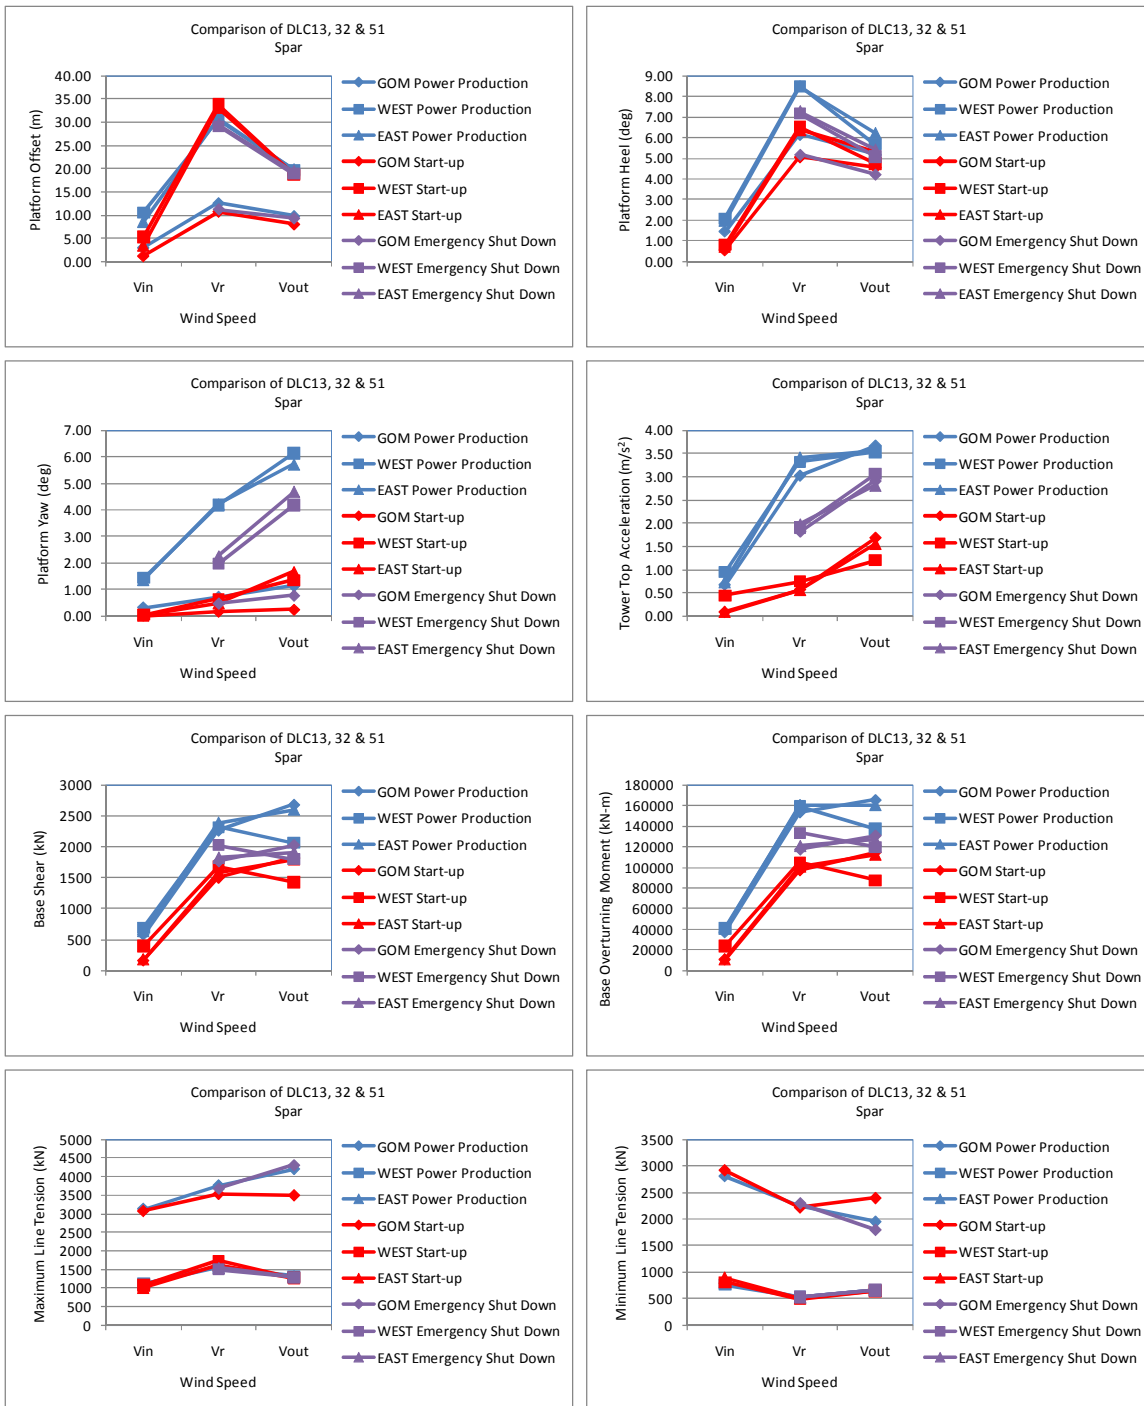 Comparison of DLC13, 32 & 51
Spar
Platform Offset (m)
40.00
35.00
30.00
25.00
20.00
15.00
10.00
5.00
0.00
Vin
Vr
Vout
Wind Speed
GOM Power Production
WEST Power Production
EAST Power Production
GOM Start-up
WEST Start-up
EAST Start-up
GOM Emergency Shut Down
WEST Emergency Shut Down
EAST Emergency Shut Down
Comparison of DLC13, 32 & 51
Spar
Platform Heel (deg)
9.00
8.00
7.00
6.00
5.00
4.00
3.00
2.00
1.00
0.00
Vin
Vr
Vout
Wind Speed
GOM Power Production
WEST Power Production
EAST Power Production
GOM Start-up
WEST Start-up
EAST Start-up
GOM Emergency Shut Down
WEST Emergency Shut Down
EAST Emergency Shut Down
Comparison of DLC13, 32 & 51
Spar
Platform Yaw (deg)
7.00
6.00
5.00
4.00
3.00
2.00
1.00
0.00
Vin
Vr
Vout
Wind Speed
GOM Power Production
WEST Power Production
EAST Power Production
GOM Start-up
WEST Start-up
EAST Start-up
GOM Emergency Shut Down
WEST Emergency Shut Down
EAST Emergency Shut Down
Comparison of DLC13, 32 & 51
Spar
Tower Top Acceleration (m/s²)
4.00
3.50
3.00
2.50
2.00
1.50
1.00
0.50
0.00
Vin
Vr
Vout
Wind Speed
GOM Power Production
WEST Power Production
EAST Power Production
GOM Start-up
WEST Start-up
EAST Start-up
GOM Emergency Shut Down
WEST Emergency Shut Down
EAST Emergency Shut Down
Comparison of DLC13, 32 & 51
Spar
Base Shear (kN)
3000
2500
2000
1500
1000
500
0
Vin
Vr
Vout
Wind Speed
GOM Power Production
WEST Power Production
EAST Power Production
GOM Start-up
WEST Start-up
EAST Start-up
GOM Emergency Shut Down
WEST Emergency Shut Down
EAST Emergency Shut Down
Comparison of DLC13, 32 & 51
Spar
Base Overturning Moment (kN-m)
180000
160000
140000
120000
100000
80000
60000
40000
20000
0
Vin
Vr
Vout
Wind Speed
GOM Power Production
WEST Power Production
EAST Power Production
GOM Start-up
WEST Start-up
EAST Start-up
GOM Emergency Shut Down
WEST Emergency Shut Down
EAST Emergency Shut Down
Comparison of DLC13, 32 & 51
Spar
Maximum Line Tension (kN)
5000
4500
4000
3500
3000
2500
2000
1500
1000
500
0
Vin
Vr
Vout
Wind Speed
GOM Power Production
WEST Power Production
EAST Power Production
GOM Start-up
WEST Start-up
EAST Start-up
GOM Emergency Shut Down
WEST Emergency Shut Down
EAST Emergency Shut Down
Comparison of DLC13, 32 & 51
Spar
Minimum Line Tension (kN)
3500
3000
2500
2000
1500
1000
500
0
Vin
Vr
Vout
Wind Speed
GOM Power Production
WEST Power Production
EAST Power Production
GOM Start-up
WEST Start-up
EAST Start-up
GOM Emergency Shut Down
WEST Emergency Shut Down
EAST Emergency Shut Down